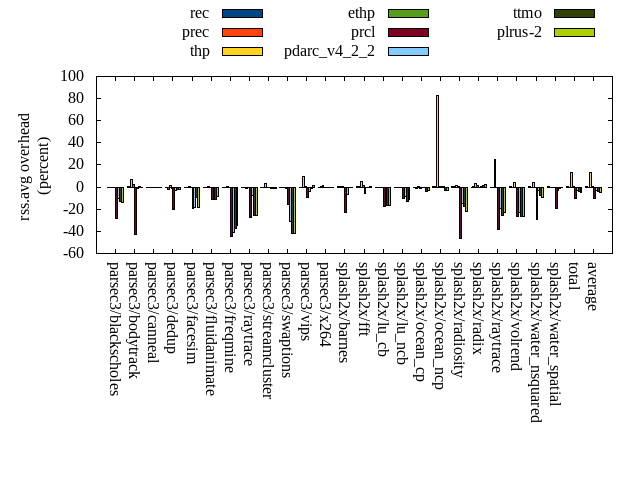 rec ethp ttmo
prec prcl plrus-2
thp pdarc_v4_2_2
rss.avg overhead
(percent)
100
80
60
40
20
0
-20
-40
-60
parsec3/blackscholes
parsec3/bodytrack
parsec3/canneal
parsec3/dedup
parsec3/facesim
parsec3/fluidanimate
parsec3/freqmine
parsec3/raytrace
parsec3/streamcluster
parsec3/swaptions
parsec3/vips
parsec3/x264
splash2x/barnes
splash2x/fft
splash2x/lu_cb
splash2x/lu_ncb
splash2x/ocean_cp
splash2x/ocean_ncp
splash2x/radiosity
splash2x/radix
splash2x/raytrace
splash2x/volrend
splash2x/water_nsquared
splash2x/water_spatial
total
average